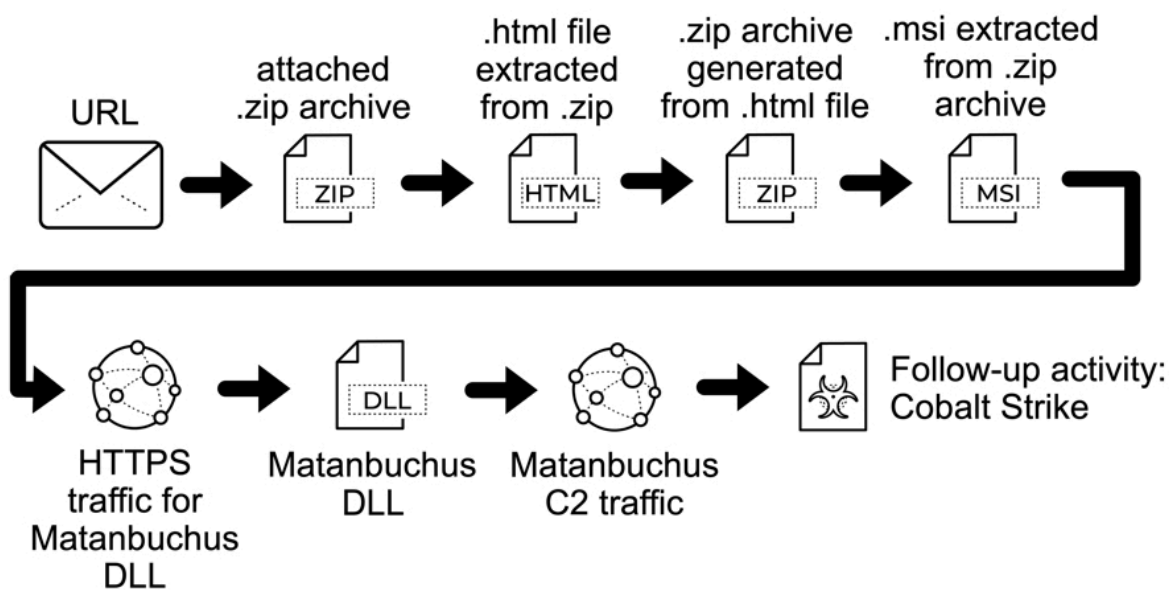 URL
attached
.zip archive
.html file
extracted
from .zip
.zip archive
generated
from .html file
.msi extracted
from .zip
archive
ZIP
HTML
ZIP
MSI
DLL
HTTPS
traffic for
Matanbuchus
DLL
Matanbuchus
DLL
Matanbuchus
C2 traffic
Follow-up activity:
Cobalt Strike